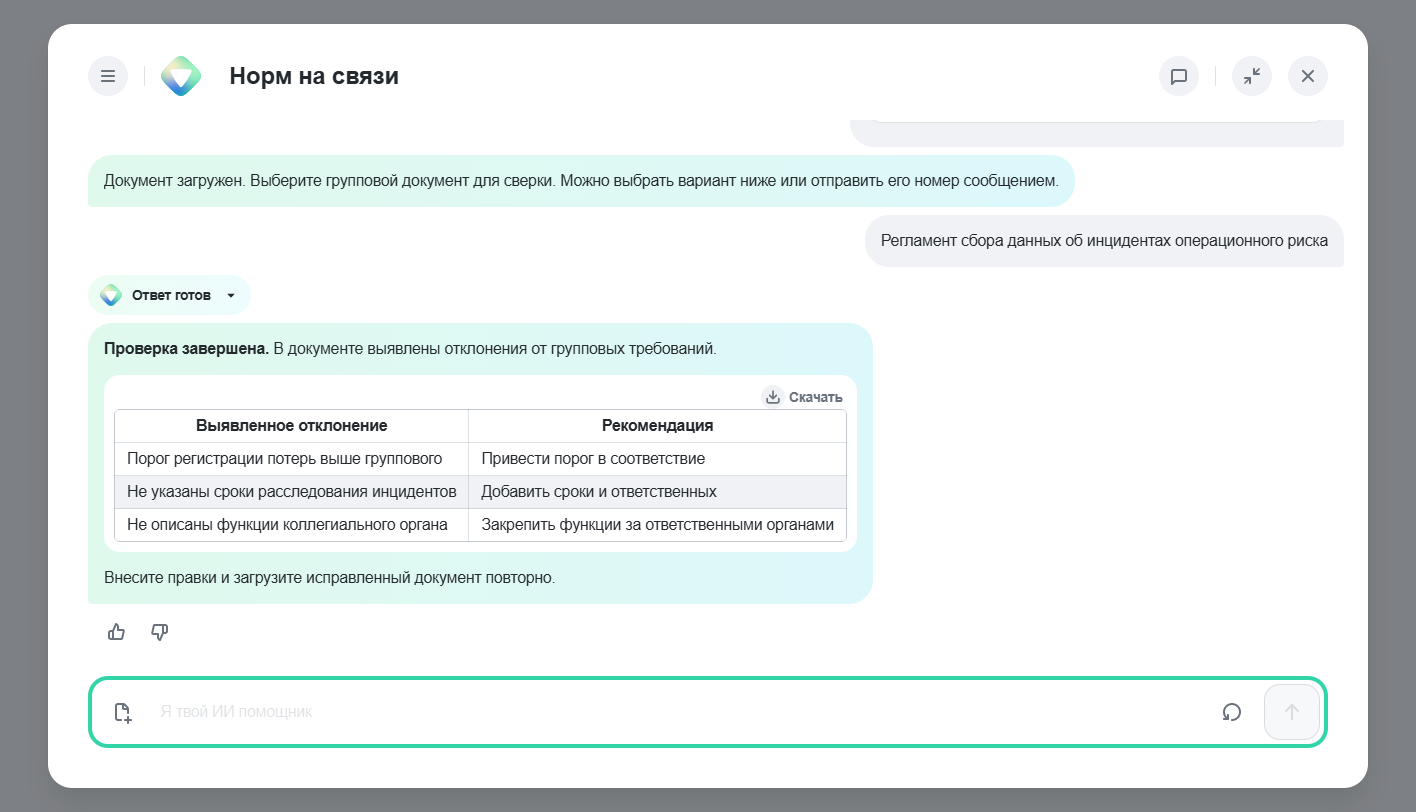 Норм на связи
Документ загружен. Выберите групповой документ для сверки. Можно выбрать вариант ниже или отправить его номер сообщением.
Регламент сбора данных об инцидентах операционного риска
Ответ готов
Проверка завершена. В документе выявлены отклонения от групповых требований.
Скачать
Выявленное отклонение Рекомендация
Порог регистрации потерь выше группового Привести порог в соответствие
Не указаны сроки расследования инцидентов Добавить сроки и ответственных
Не описаны функции коллегиального органа Закрепить функции за ответственными органами
Внесите правки и загрузите исправленный документ повторно.
Я твой ИИ помощник